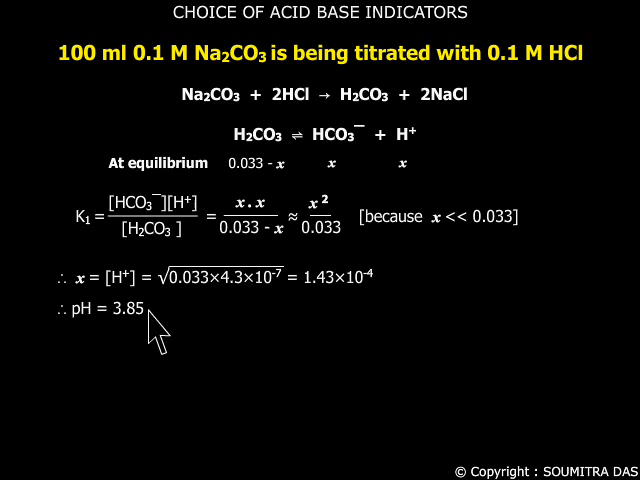 CHOICE OF ACID BASE INDICATORS
100 ml 0.1 M Na₂CO₃ is being titrated with 0.1 M HCl
Na₂CO₃ + 2HCl → H₂CO₃ + 2NaCl
H₂CO₃ ⇌ HCO₃⁻ + H⁺
At equilibrium 0.033 - x x x
K₁ = [HCO₃⁻][H⁺] / [H₂CO₃] = x . x / 0.033 - x ≈ x² / 0.033 [because x << 0.033]
∴ x = [H⁺] = √0.033×4.3×10⁻⁷ = 1.43×10⁻⁴
∴ pH = 3.85
© Copyright : SOUMITRA DAS